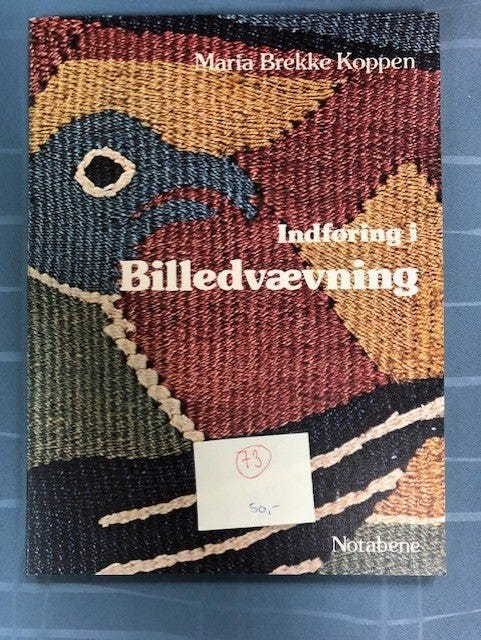 Maria Brekke Koppen
Indføring i
Billedvævning
73
50,-
Notabene